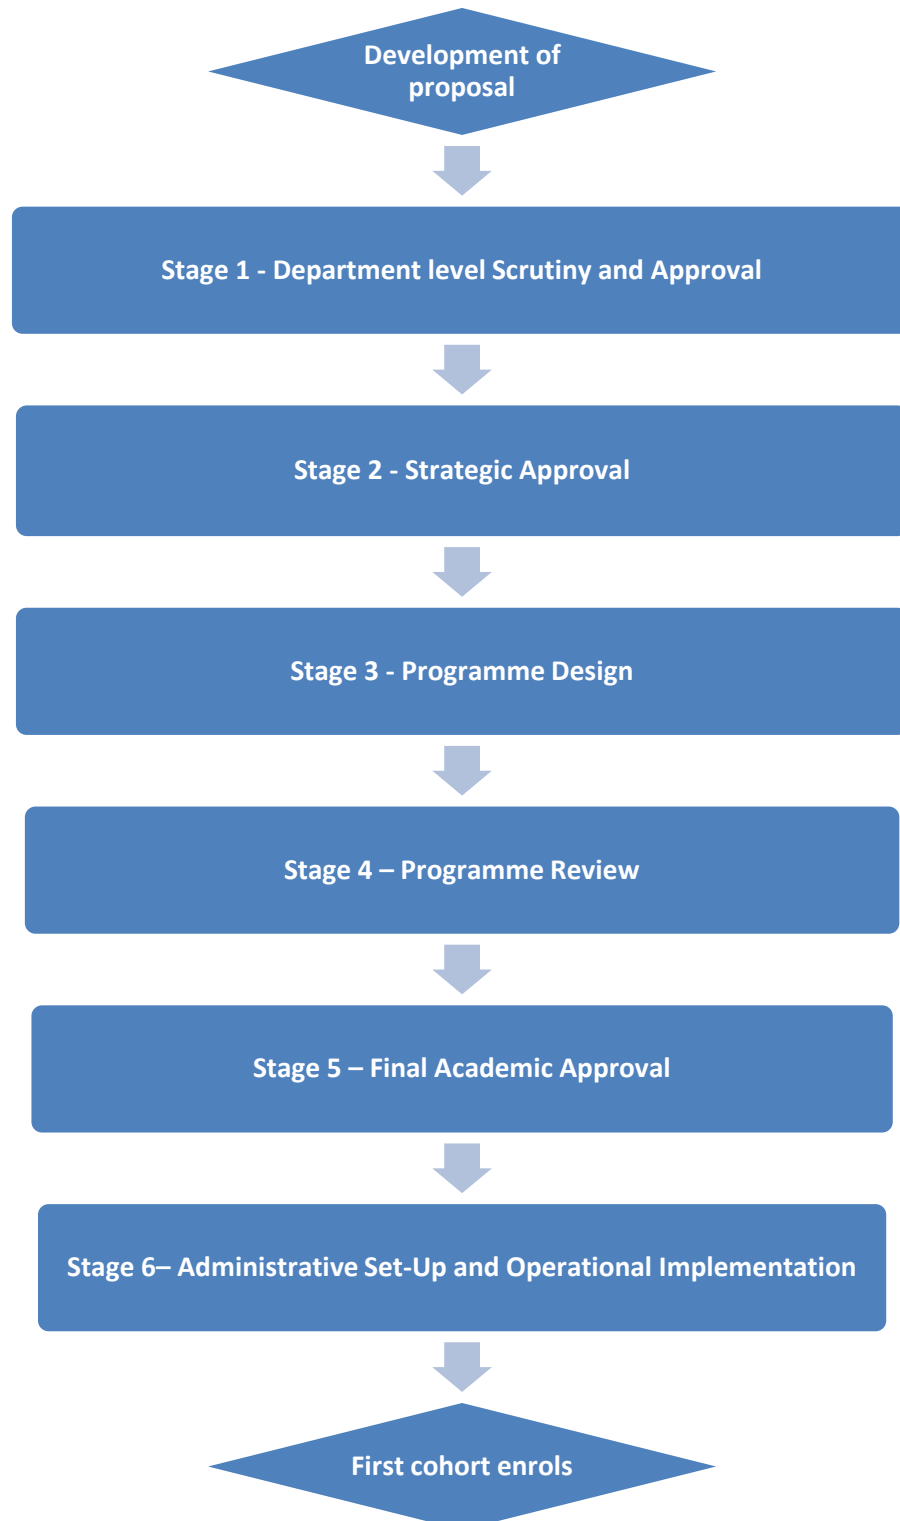 Development of
proposal
Stage 1 - Department level Scrutiny and Approval
Stage 2 - Strategic Approval
Stage 3 - Programme Design
Stage 4 – Programme Review
Stage 5 – Final Academic Approval
Stage 6– Administrative Set-Up and Operational Implementation
First cohort enrols